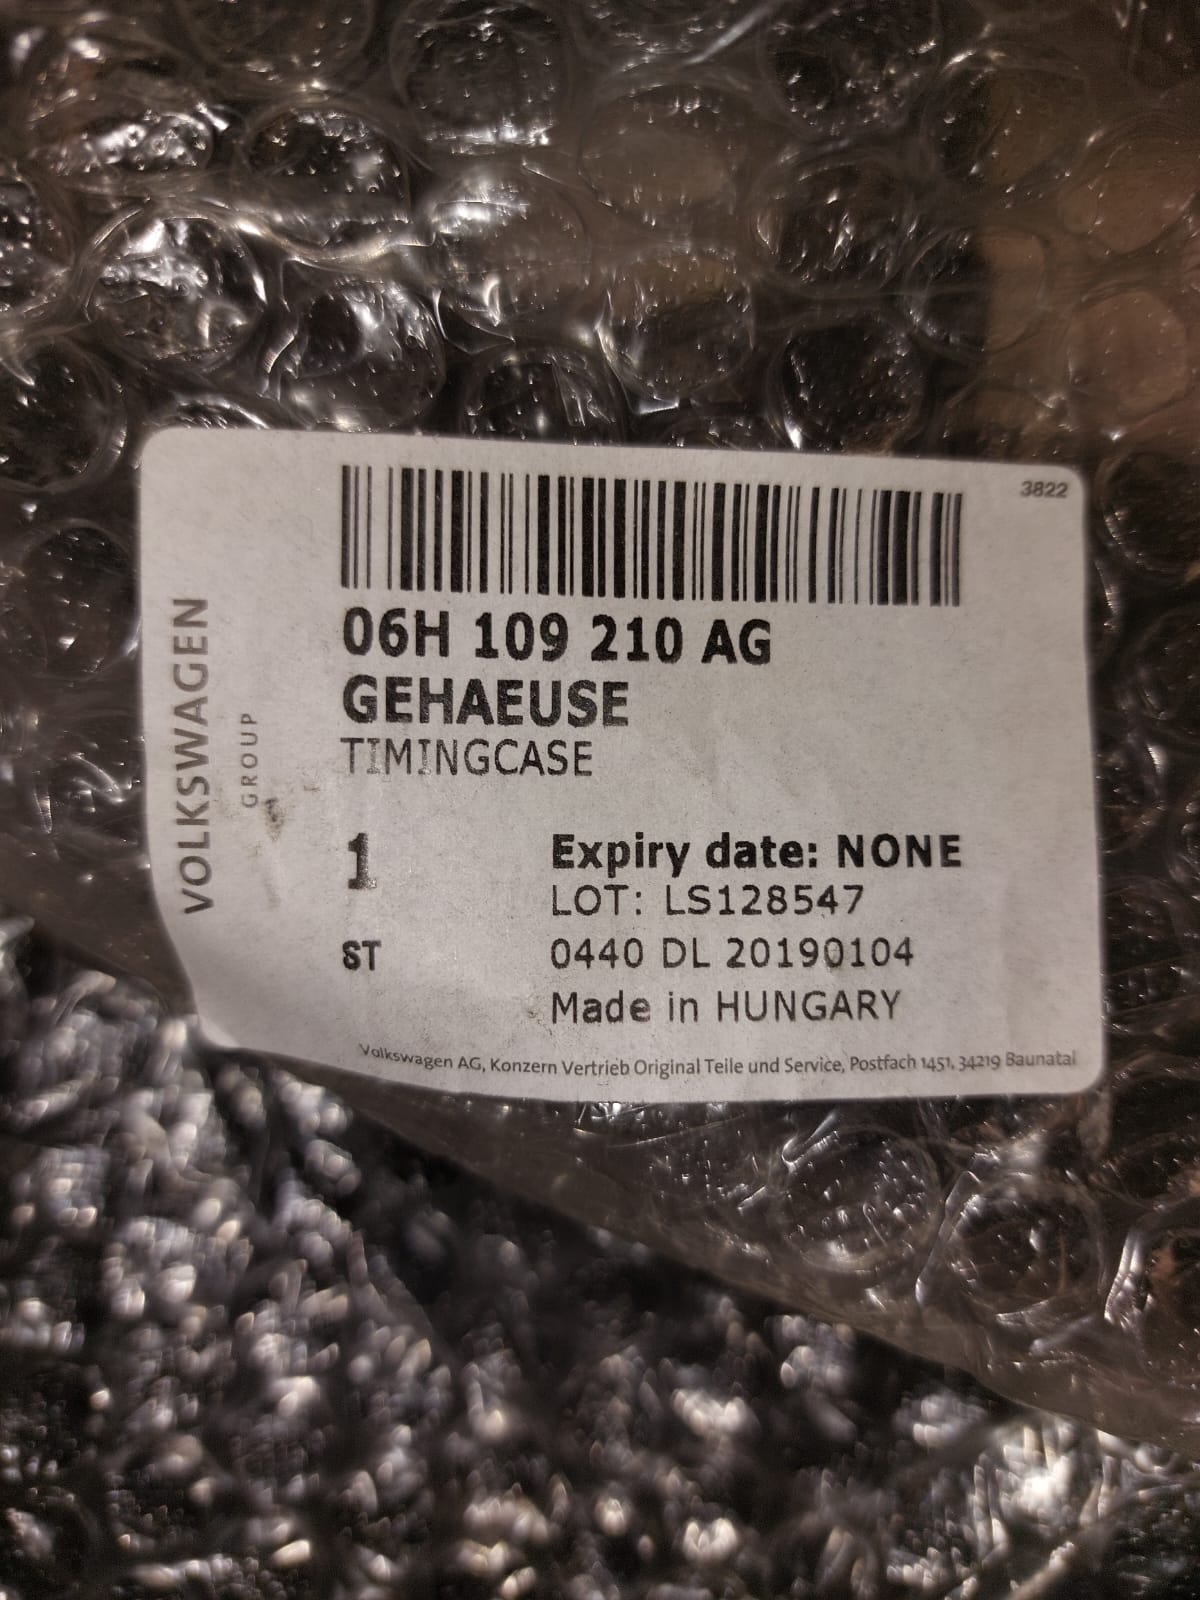 3822
VOLKSWAGEN
GROUP
06H 109 210 AG
GEHAEUSE
TIMINGCASE
1
Expiry date: NONE
LOT: LS128547
ST
0440 DL 20190104
Made in HUNGARY
Volkswagen AG, Konzern Vertrieb Original Teile und Service, Postfach 1451, 34219 Baunatal